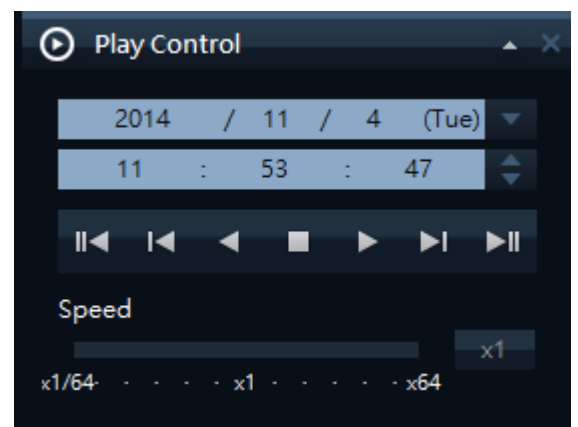 Play Control
2014 / 11 / 4 (Tue)
11 : 53 : 47
Speed
x1
x1/64 · · · · · x1 · · · · · x64